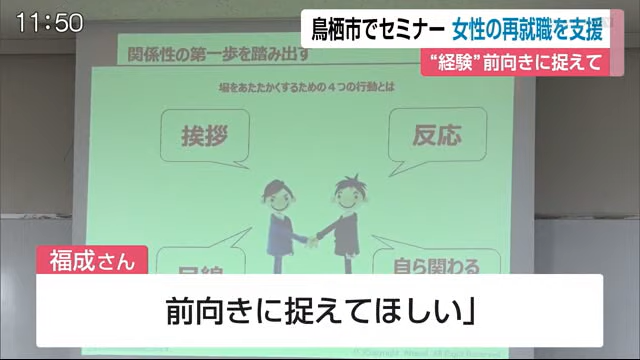 11:50
鳥栖市でセミナー 女性の再就職を支援
“経験”前向きに捉えて
関係性の第一歩を踏み出す
場をあたたかくするための4つの行動とは
挨拶
反応
目線
自ら関わる
福成さん
前向きに捉えてほしい」